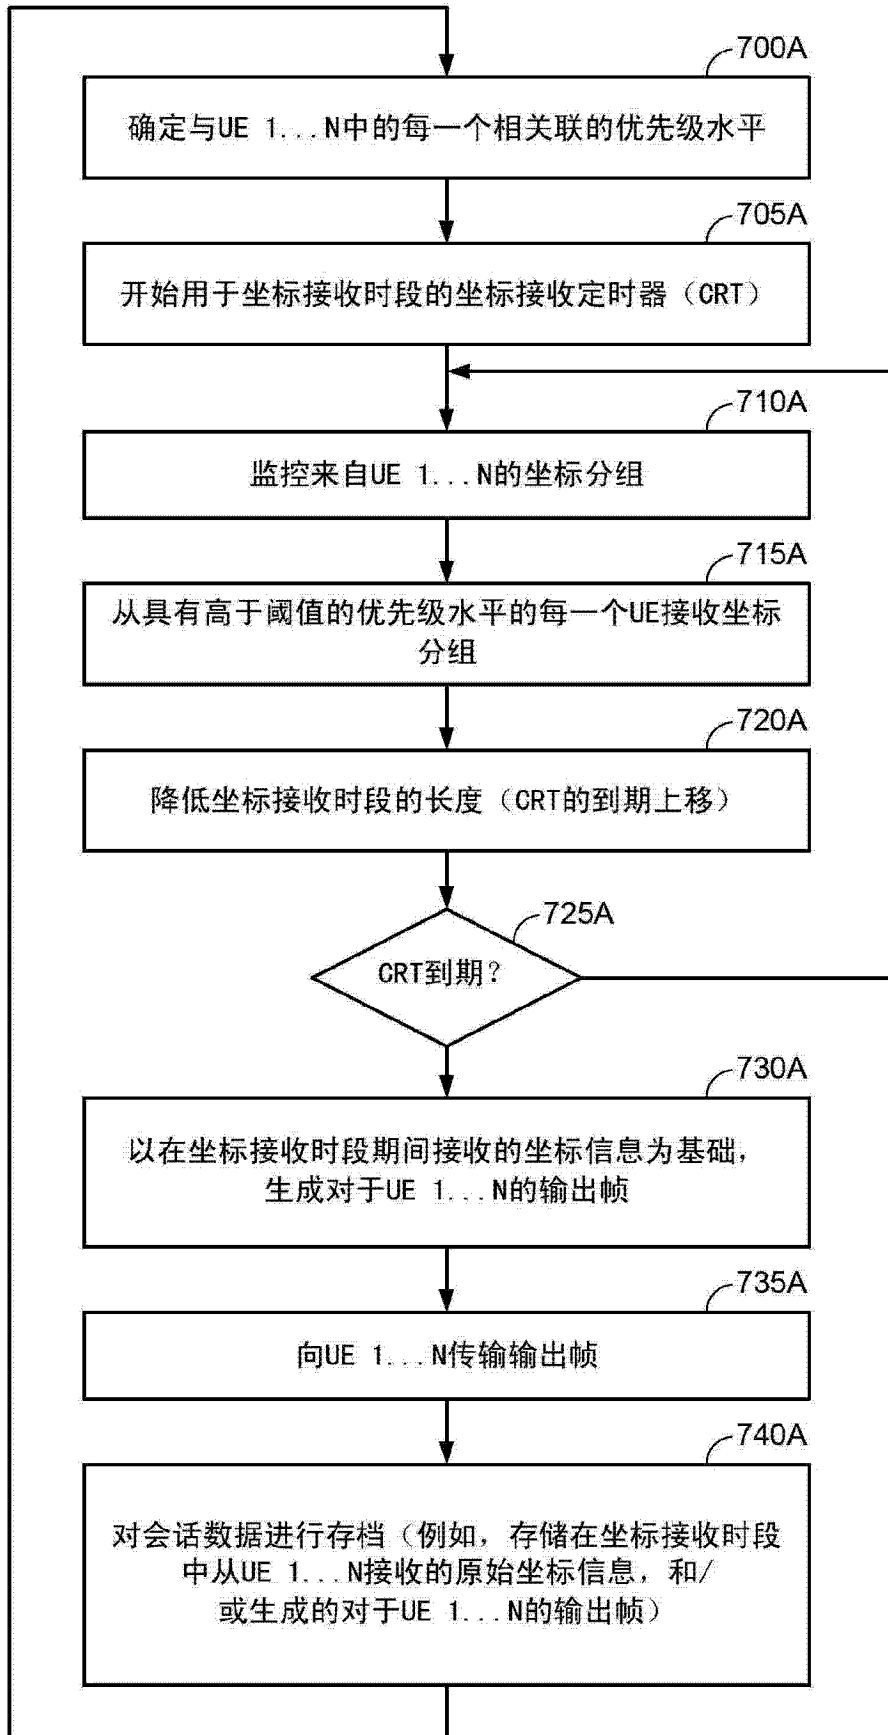 700A
确定与UE 1...N中的每一个相关联的优先级水平
705A
开始用于坐标接收时段的坐标接收定时器（CRT）
710A
监控来自UE 1...N的坐标分组
715A
从具有高于阈值的优先级水平的每一个UE接收坐标
分组
720A
降低坐标接收时段的长度（CRT的到期上移）
725A
CRT到期？
730A
以在坐标接收时段期间接收的坐标信息为基础，
生成对于UE 1...N的输出帧
735A
向UE 1...N传输输出帧
740A
对会话数据进行存档（例如，存储在坐标接收时段
中从UE 1...N接收的原始坐标信息，和/
或生成的对于UE 1...N的输出帧）